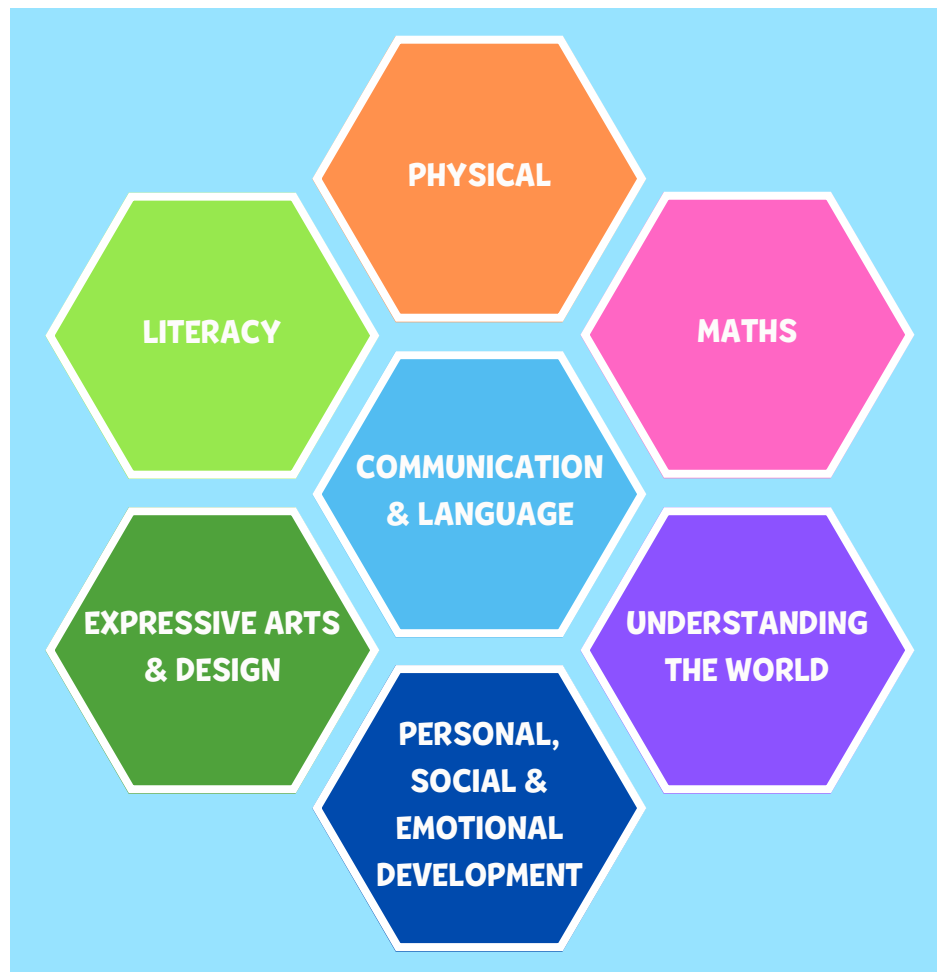 PHYSICAL
LITERACY
MATHS
COMMUNICATION
& LANGUAGE
EXPRESSIVE ARTS
& DESIGN
UNDERSTANDING
THE WORLD
PERSONAL,
SOCIAL &
EMOTIONAL
DEVELOPMENT